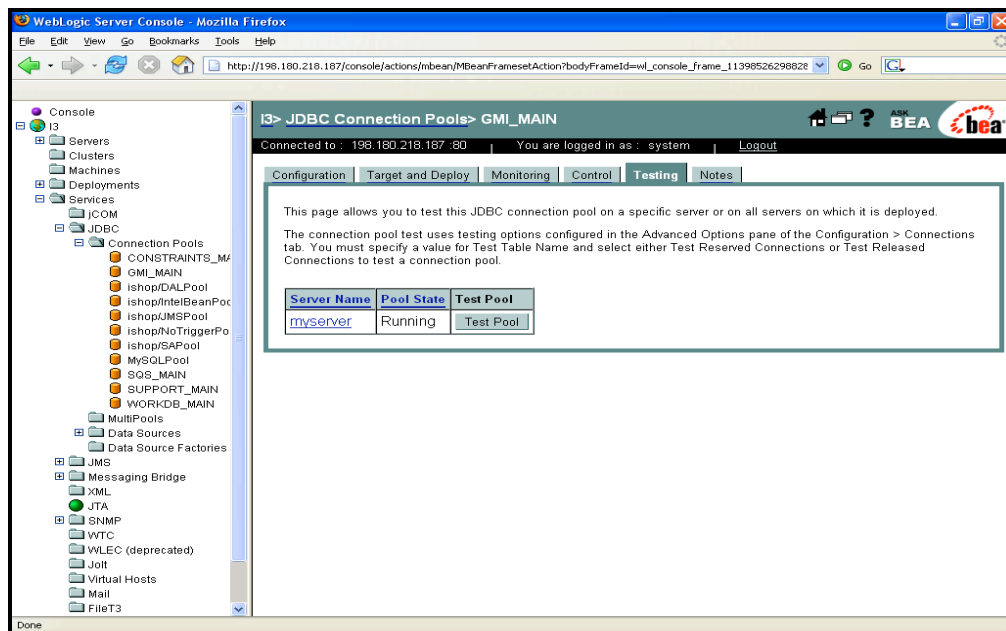 WebLogic Server Console - Mozilla Firefox
File Edit View Go Bookmarks Tools Help
http://198.180.218.187/console/actions/mbean/MBeanFramesetAction?bodyFrameId=wl_console_frame_1139852629882 Go G
Console
I3
Servers
Clusters
Machines
Deployments
Services
jCOM
JDBC
Connection Pools
CONSTRAINTS_MA
GMI_MAIN
ishop/DALPool
ishop/IntelBeanPoo
ishop/JMSPool
ishop/NoTriggerPo
ishop/SAPool
MySQLPool
SQS_MAIN
SUPPORT_MAIN
WORKDB_MAIN
MultiPools
Data Sources
Data Source Factories
JMS
Messaging Bridge
XML
JTA
SNMP
WTC
WLEC (deprecated)
Jolt
Virtual Hosts
Mail
FileT3
I3> JDBC Connection Pools> GMI_MAIN
? ASK BEA bea
Connected to : 198.180.218.187 :80 | You are logged in as : system | Logout
Configuration Target and Deploy Monitoring Control Testing Notes
This page allows you to test this JDBC connection pool on a specific server or on all servers on which it is deployed.
The connection pool test uses testing options configured in the Advanced Options pane of the Configuration > Connections
tab. You must specify a value for Test Table Name and select either Test Reserved Connections or Test Released
Connections to test a connection pool.
Server Name Pool State Test Pool
myserver Running Test Pool
Done